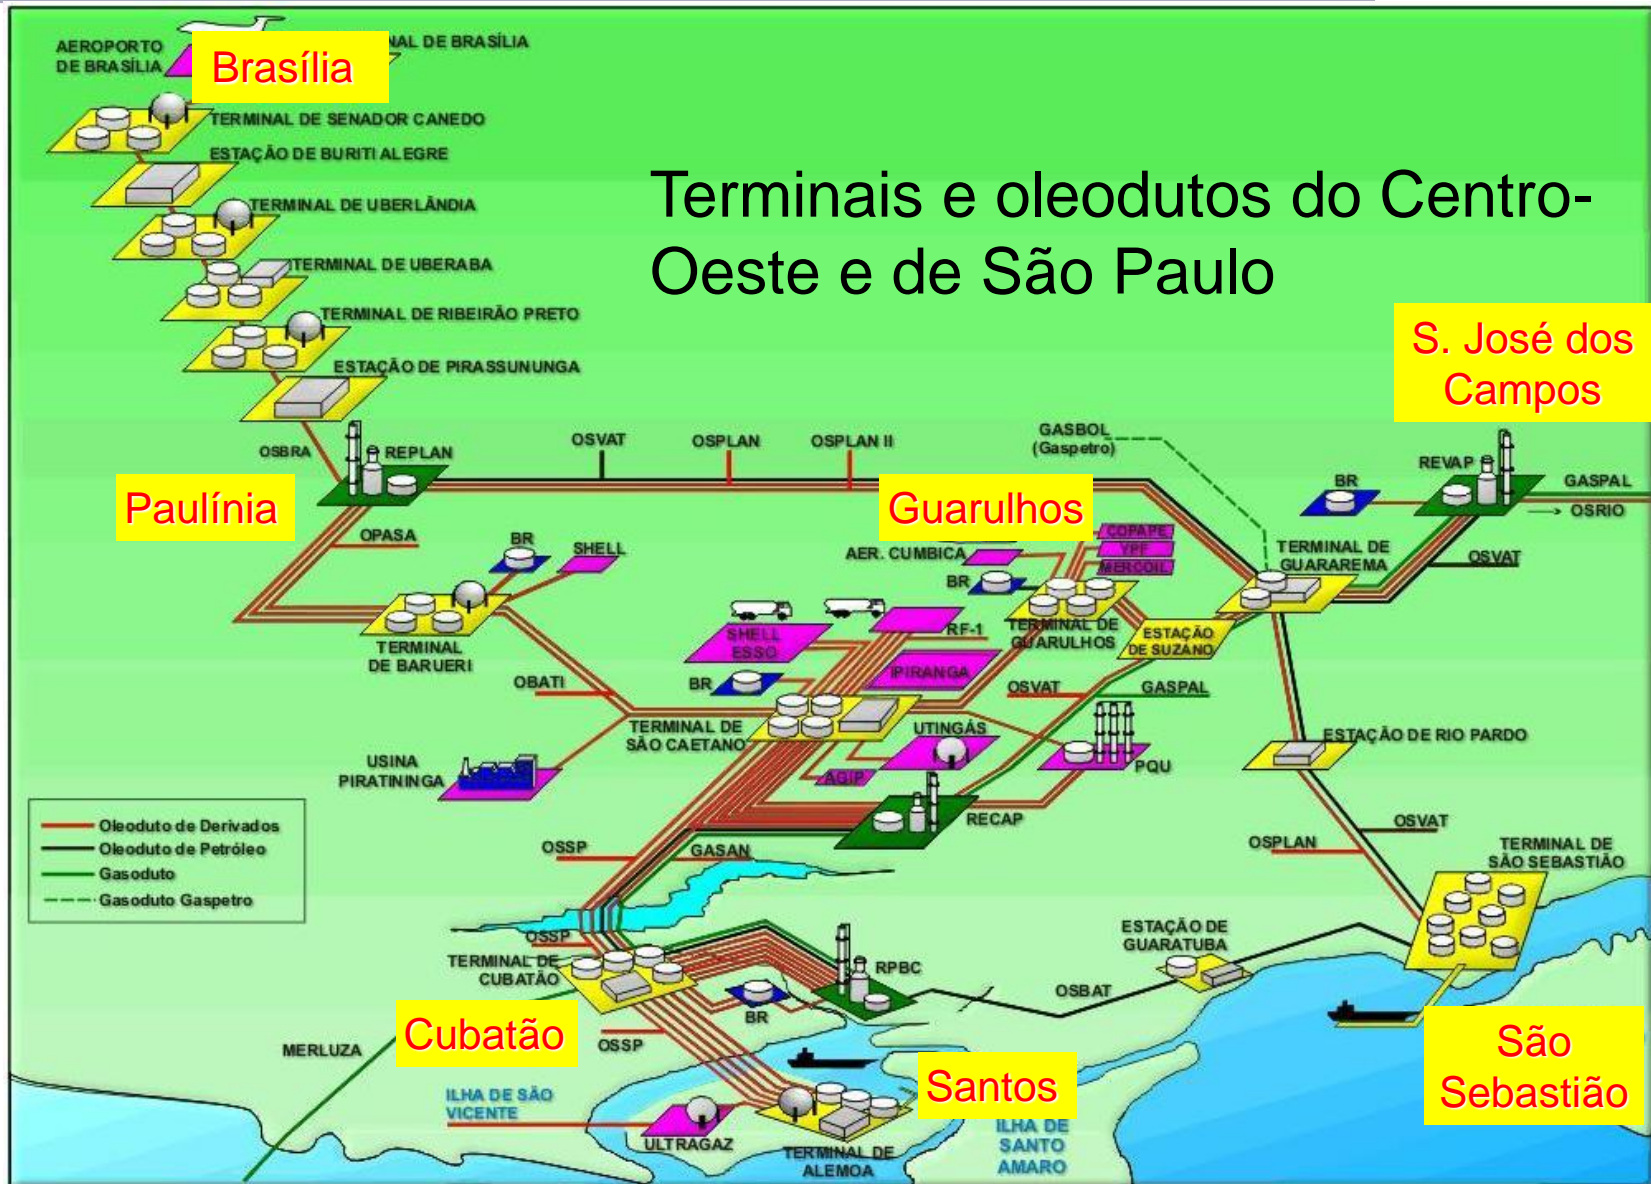 AEROPORTO
DE BRASÍLIA
NAL DE BRASÍLIA
Brasília
TERMINAL DE SENADOR CANEDO
ESTAÇÃO DE BURITI ALEGRE
Terminais e oleodutos do Centro-
Oeste e de São Paulo
TERMINAL DE UBERLÂNDIA
TERMINAL DE UBERABA
TERMINAL DE RIBEIRÃO PRETO
ESTAÇÃO DE PIRASSUNUNGA
S. José dos
Campos
OSBRA
REPLAN
OSVAT
OSPLAN
OSPLAN II
GASBOL
(Gaspetro)
REVAP
BR
GASPAL
OSRIO
Paulínia
Guarulhos
OPASA
BR
SHELL
AER. CUMBICA
COPAPE
YPF
MERCOIL
BR
TERMINAL DE
GUARAREMA
OSVAT
TERMINAL
DE BARUERI
SHELL
ESSO
RF-1
TERMINAL DE
GUARULHOS
ESTAÇÃO
DE SUZANO
IPIRANGA
BR
OBATI
OSVAT
GASPAL
TERMINAL DE
SÃO CAETANO
UTINGÁS
ESTAÇÃO DE RIO PARDO
USINA
PIRATININGA
AGIP
PQU
RECAP
Oleoduto de Derivados
Oleoduto de Petróleo
Gasoduto
Gasoduto Gaspetro
OSSP
GASAN
OSVAT
OSPLAN
TERMINAL DE
SÃO SEBASTIÃO
OSSP
ESTAÇÃO DE
GUARATUBA
TERMINAL DE
CUBATÃO
RPBC
OSBAT
BR
Cubatão
OSSP
MERLUZA
São
Sebastião
Santos
ILHA DE SÃO
VICENTE
ULTRAGAZ
TERMINAL DE
ALEMOA
ILHA DE
SANTO
AMARO